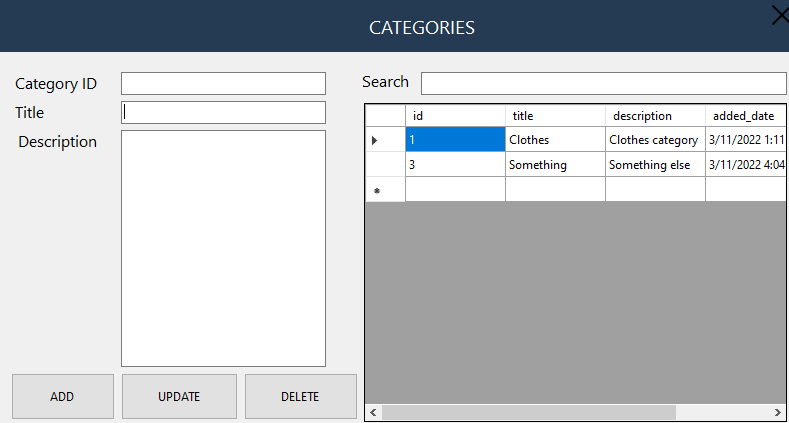 CATEGORIES
Category ID
Title
Description
ADD UPDATE DELETE
Search
id title description added_date
1 Clothes Clothes category 3/11/2022 1:11
3 Something Something else 3/11/2022 4:04